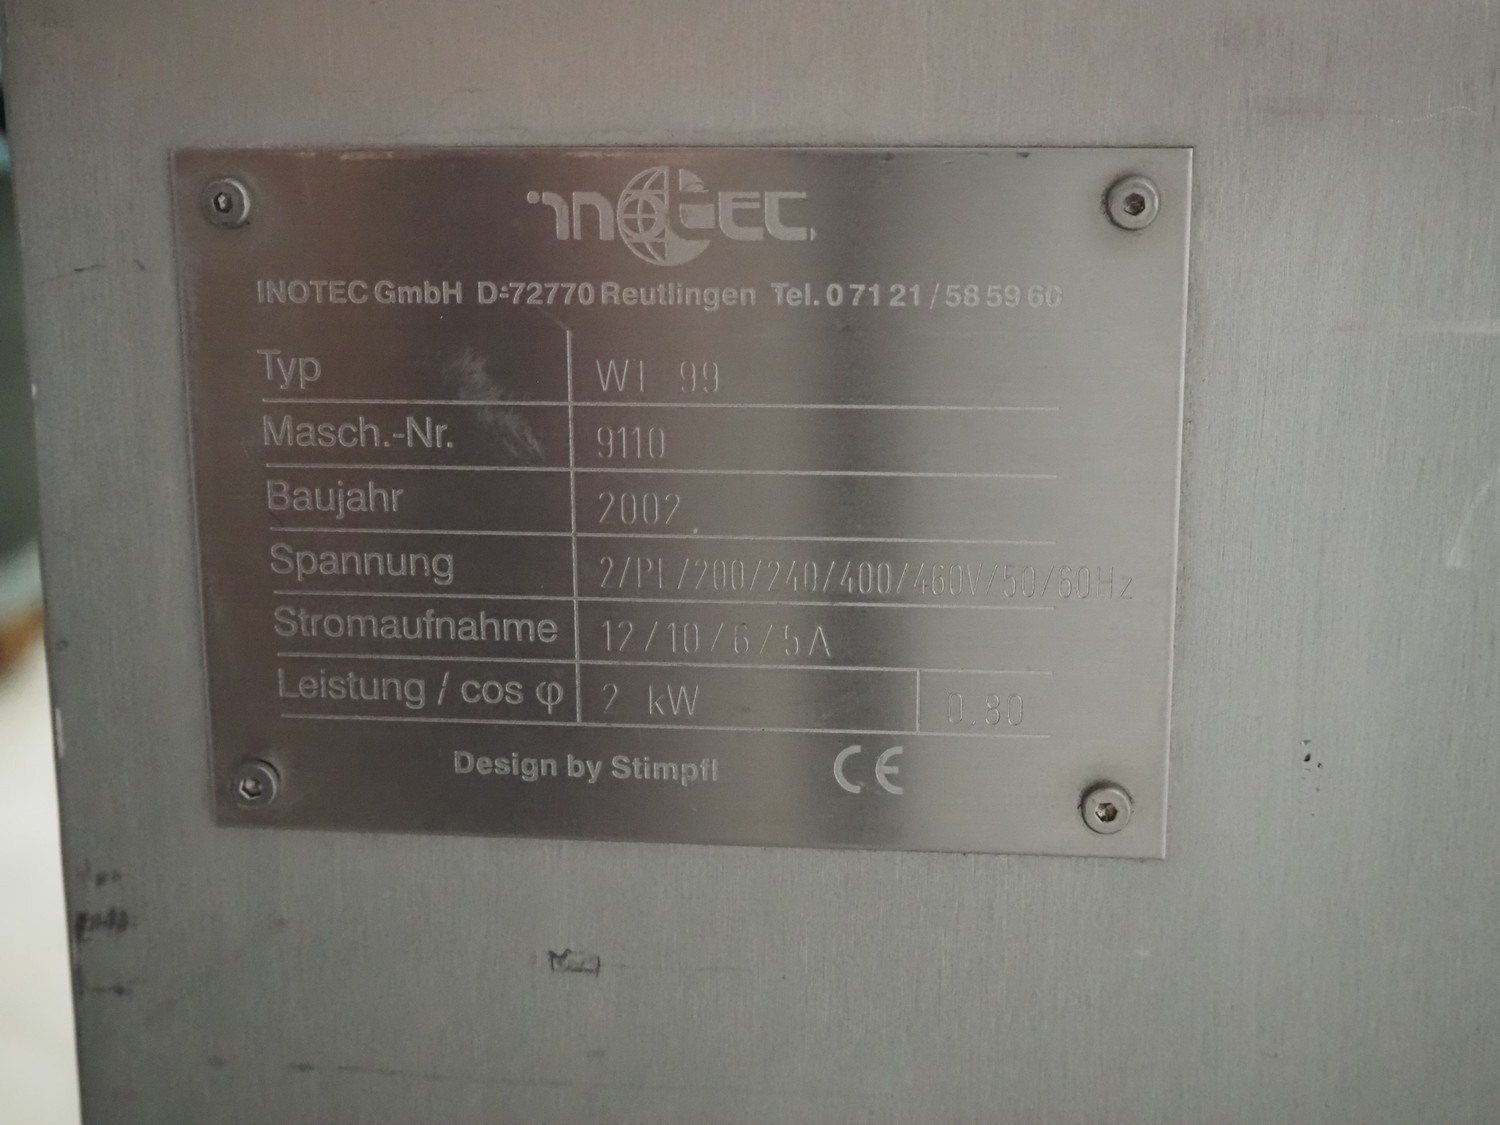 inotec
INOTEC GmbH D-72770 Reutlingen Tel. 0 71 21 / 58 59 60
Typ WT 99
Masch.-Nr. 9110
Baujahr 2002
Spannung 2/PE/200/240/400/460V/50/60Hz
Stromaufnahme 12/10/6/5A
Leistung / cos φ 2 kW 0.80
Design by Stimpfl CE